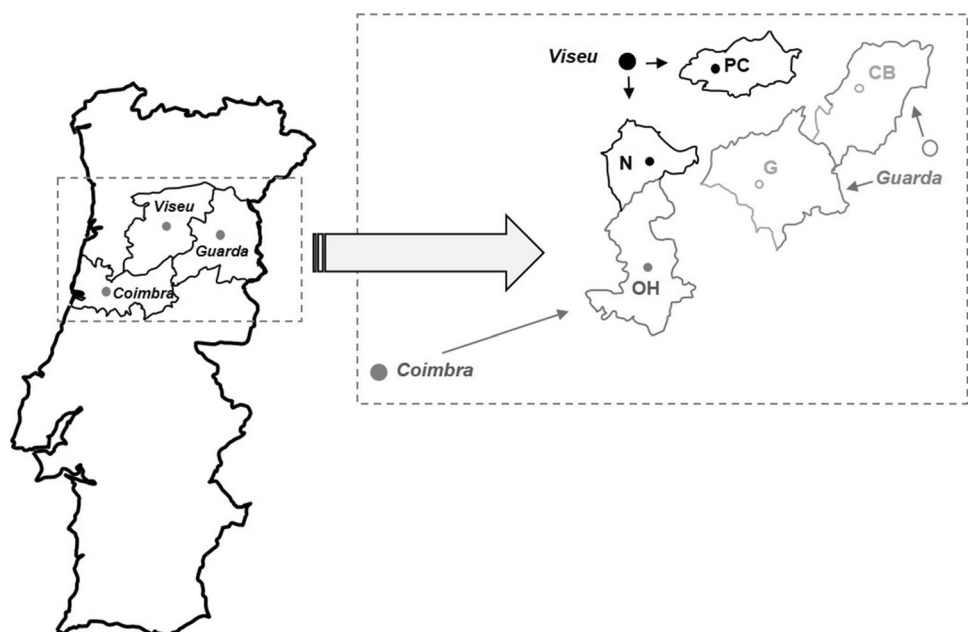 Viseu
Guarda
Coimbra
Viseu
PC
CB
N
G
Guarda
OH
Coimbra